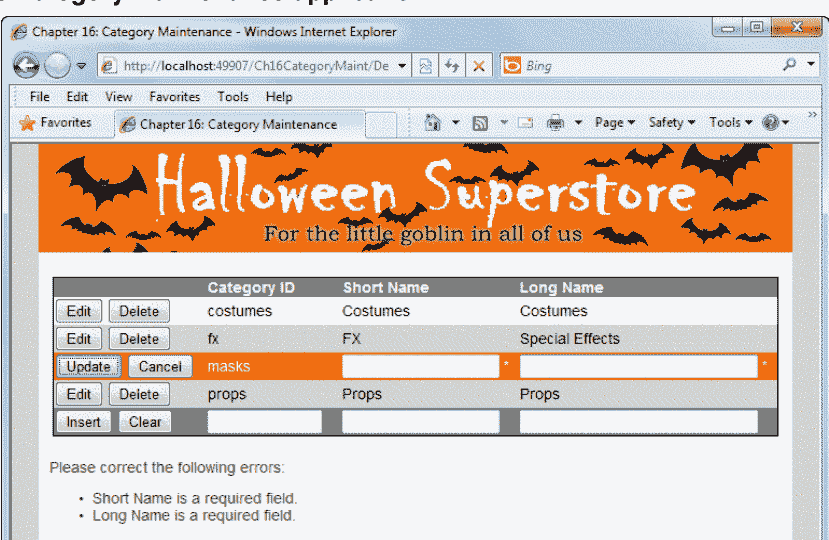 Chapter 16: Category Maintenance - Windows Internet Explorer
http://localhost:49907/Ch16CategoryMaint/De
Bing
File Edit View Favorites Tools Help
Favorites Chapter 16: Category Maintenance Page Safety Tools
Halloween Superstore
For the little goblin in all of us
Category ID Short Name Long Name
Edit Delete costumes Costumes Costumes
Edit Delete fx FX Special Effects
Update Cancel masks * *
Edit Delete props Props Props
Insert Clear
Please correct the following errors:
• Short Name is a required field.
• Long Name is a required field.